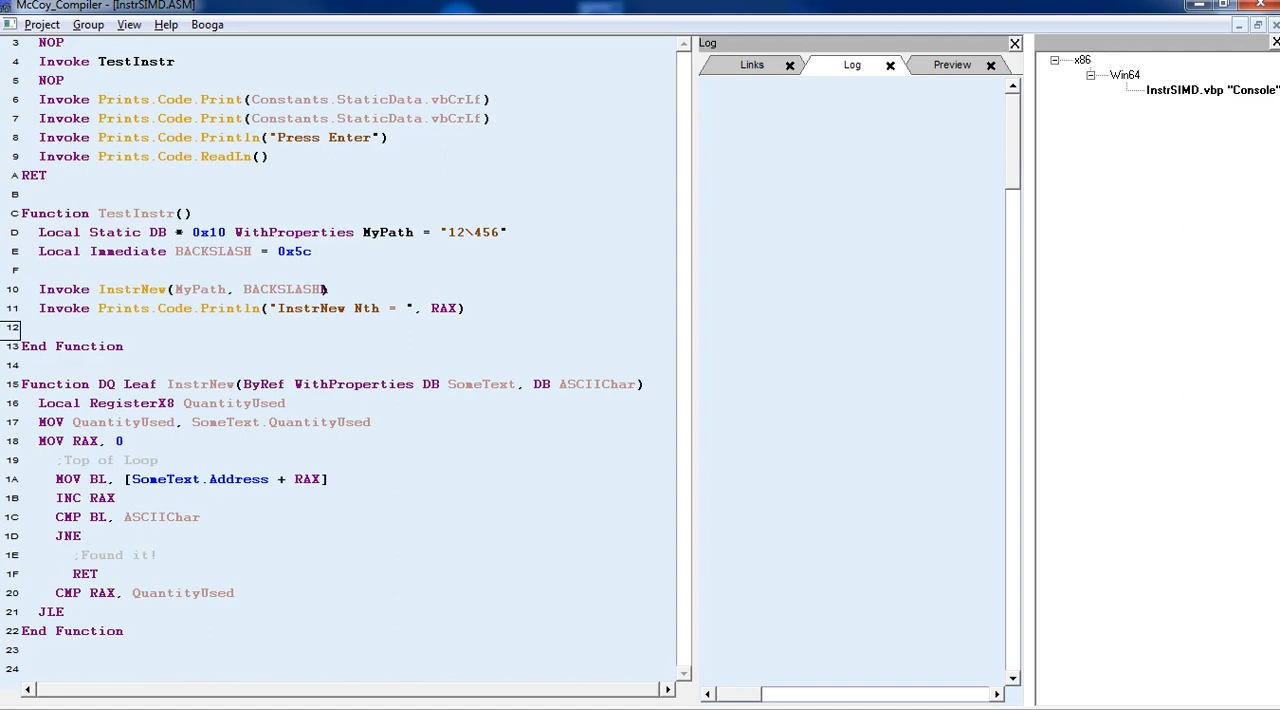 McCoy_Compiler - [InstrSIMD.ASM]
Project Group View Help Booga
3 NOP
4 Invoke TestInstr
5 NOP
6 Invoke Prints.Code.Print(Constants.StaticData.vbCrLf)
7 Invoke Prints.Code.Print(Constants.StaticData.vbCrLf)
8 Invoke Prints.Code.Println("Press Enter")
9 Invoke Prints.Code.ReadLn()
A RET
B
C Function TestInstr()
D Local Static DB * 0x10 WithProperties MyPath = "12\456"
E Local Immediate BACKSLASH = 0x5c
F
10 Invoke InstrNew(MyPath, BACKSLASH)
11 Invoke Prints.Code.Println("InstrNew Nth = ", RAX)
12
13 End Function
14
15 Function DQ Leaf InstrNew(ByRef WithProperties DB SomeText, DB ASCIIChar)
16 Local RegisterX8 QuantityUsed
17 MOV QuantityUsed, SomeText.QuantityUsed
18 MOV RAX, 0
19 ;Top of Loop
1A MOV BL, [SomeText.Address + RAX]
1B INC RAX
1C CMP BL, ASCIIChar
1D JNE
1E ;Found it!
1F RET
20 CMP RAX, QuantityUsed
21 JLE
22 End Function
23
24
Log
Links Log Preview
x86
Win64
InstrSIMD.vbp "Console"